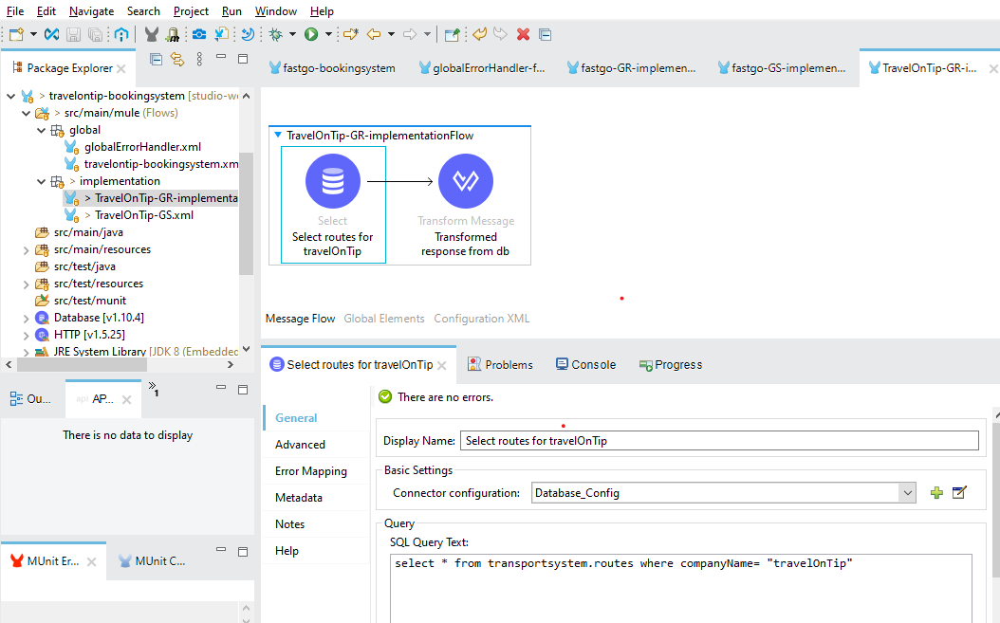 File Edit Navigate Search Project Run Window Help
Package Explorer
fastgo-bookingsystem
globalErrorHandler-f...
fastgo-GR-implemen...
fastgo-GS-implemen...
TravelOnTip-GR-i...
> travelontip-bookingsystem [studio-wo
> src/main/mule (Flows)
global
globalErrorHandler.xml
travelontip-bookingsystem.xm
> implementation
> TravelOnTip-GR-implementa
> TravelOnTip-GS.xml
src/main/java
src/main/resources
src/test/java
src/test/resources
src/test/munit
Database [v1.10.4]
HTTP [v1.5.25]
JRE System Library [JDK 8 (Embedded
TravelOnTip-GR-implementationFlow
Select
Select routes for
travelOnTip
Transform Message
Transformed
response from db
Message Flow Global Elements Configuration XML
Ou...
api AP...
1
There is no data to display
MUnit Er...
MUnit C...
Select routes for travelOnTip
Problems
Console
Progress
There are no errors.
General
Advanced
Error Mapping
Metadata
Notes
Help
Display Name: Select routes for travelOnTip
Basic Settings
Connector configuration: Database_Config
Query
SQL Query Text:
select * from transportsystem.routes where companyName= "travelOnTip"